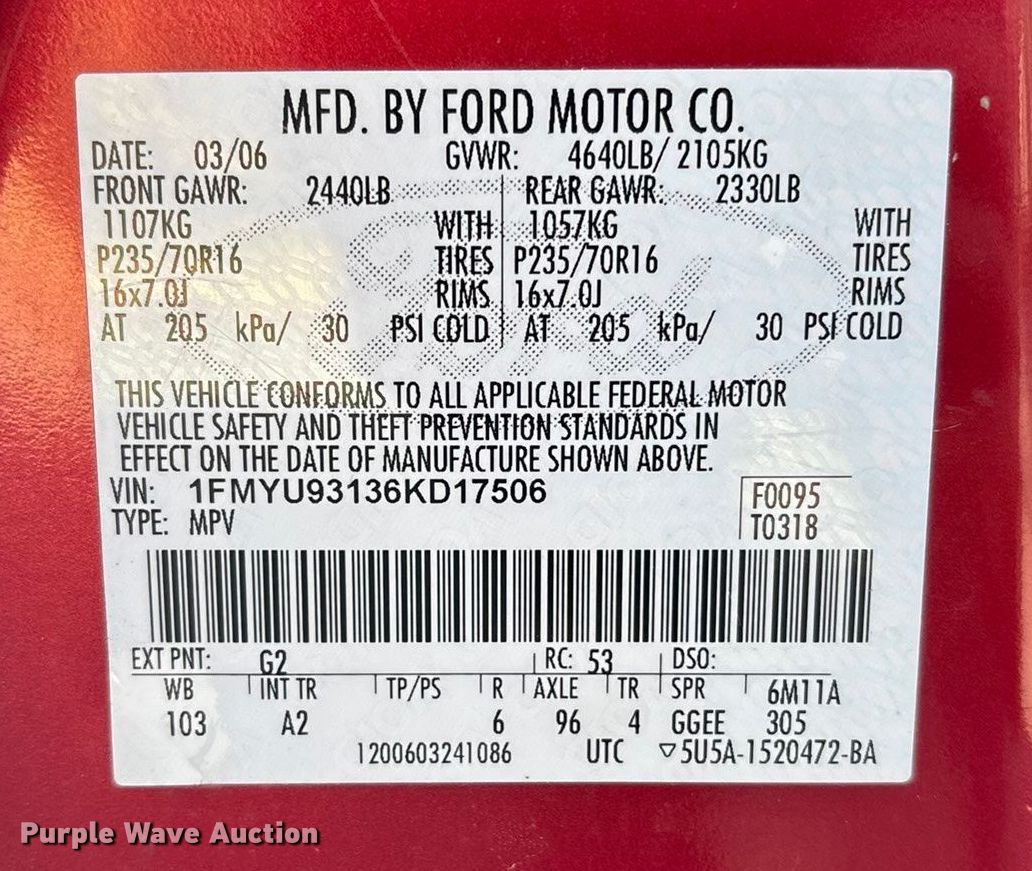 MFD. BY FORD MOTOR CO.
DATE: 03/06 GVWR: 4640LB/ 2105KG
FRONT GAWR: 2440LB REAR GAWR: 2330LB
1107KG WITH 1057KG WITH
P235/70R16 TIRES P235/70R16 TIRES
16x7.0J RIMS 16x7.0J RIMS
AT 205 kPa/ 30 PSI COLD AT 205 kPa/ 30 PSI COLD
THIS VEHICLE CONFORMS TO ALL APPLICABLE FEDERAL MOTOR
VEHICLE SAFETY AND THEFT PREVENTION STANDARDS IN
EFFECT ON THE DATE OF MANUFACTURE SHOWN ABOVE.
VIN: 1FMYU93136KD17506 F0095
TYPE: MPV T0318
EXT PNT: G2 RC: 53 DSO:
WB INT TR TP/PS R AXLE TR SPR 6M11A
103 A2 6 96 4 GGEE 305
1200603241086 UTC ▽5U5A-1520472-BA
Purple Wave Auction